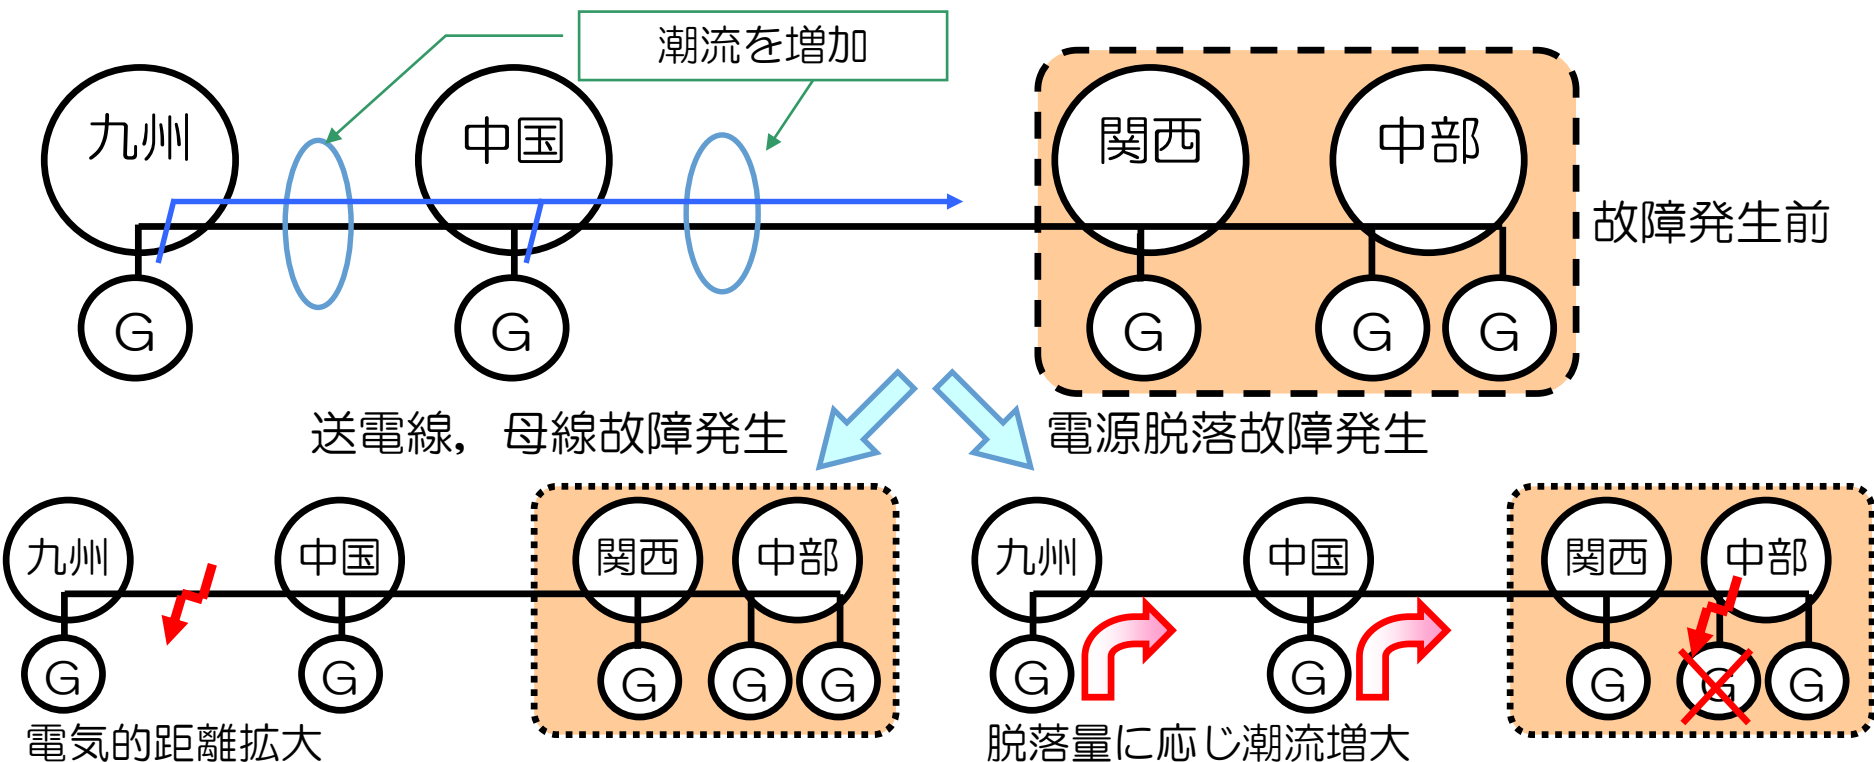 潮流を増加
九州
中国
関西
中部
故障発生前
G
G
G
G
G
送電線，母線故障発生
電源脱落故障発生
九州
中国
関西
中部
G
G
G
G
G
電気的距離拡大
九州
中国
関西
中部
G
G
G
G
G
脱落量に応じ潮流増大